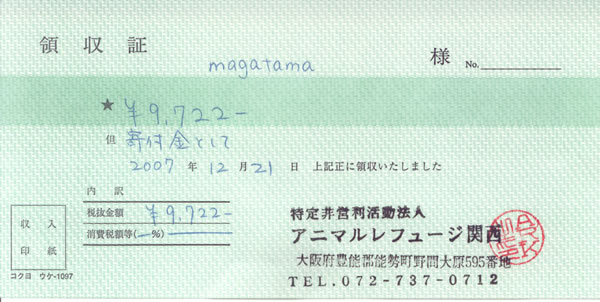 領収証
magatama 様 No.
★ ¥9,722-
但 寄付金として
2007 年 12 月 21 日 上記正に領収いたしました
内訳
税抜金額 ¥9,722-
消費税額等(—%)
収入
印紙
コクヨ ウケ-1097
特定非営利活動法人
アニマルレフュージ関西
大阪府豊能郡能勢町野間大原595番地
TEL.072-737-0712